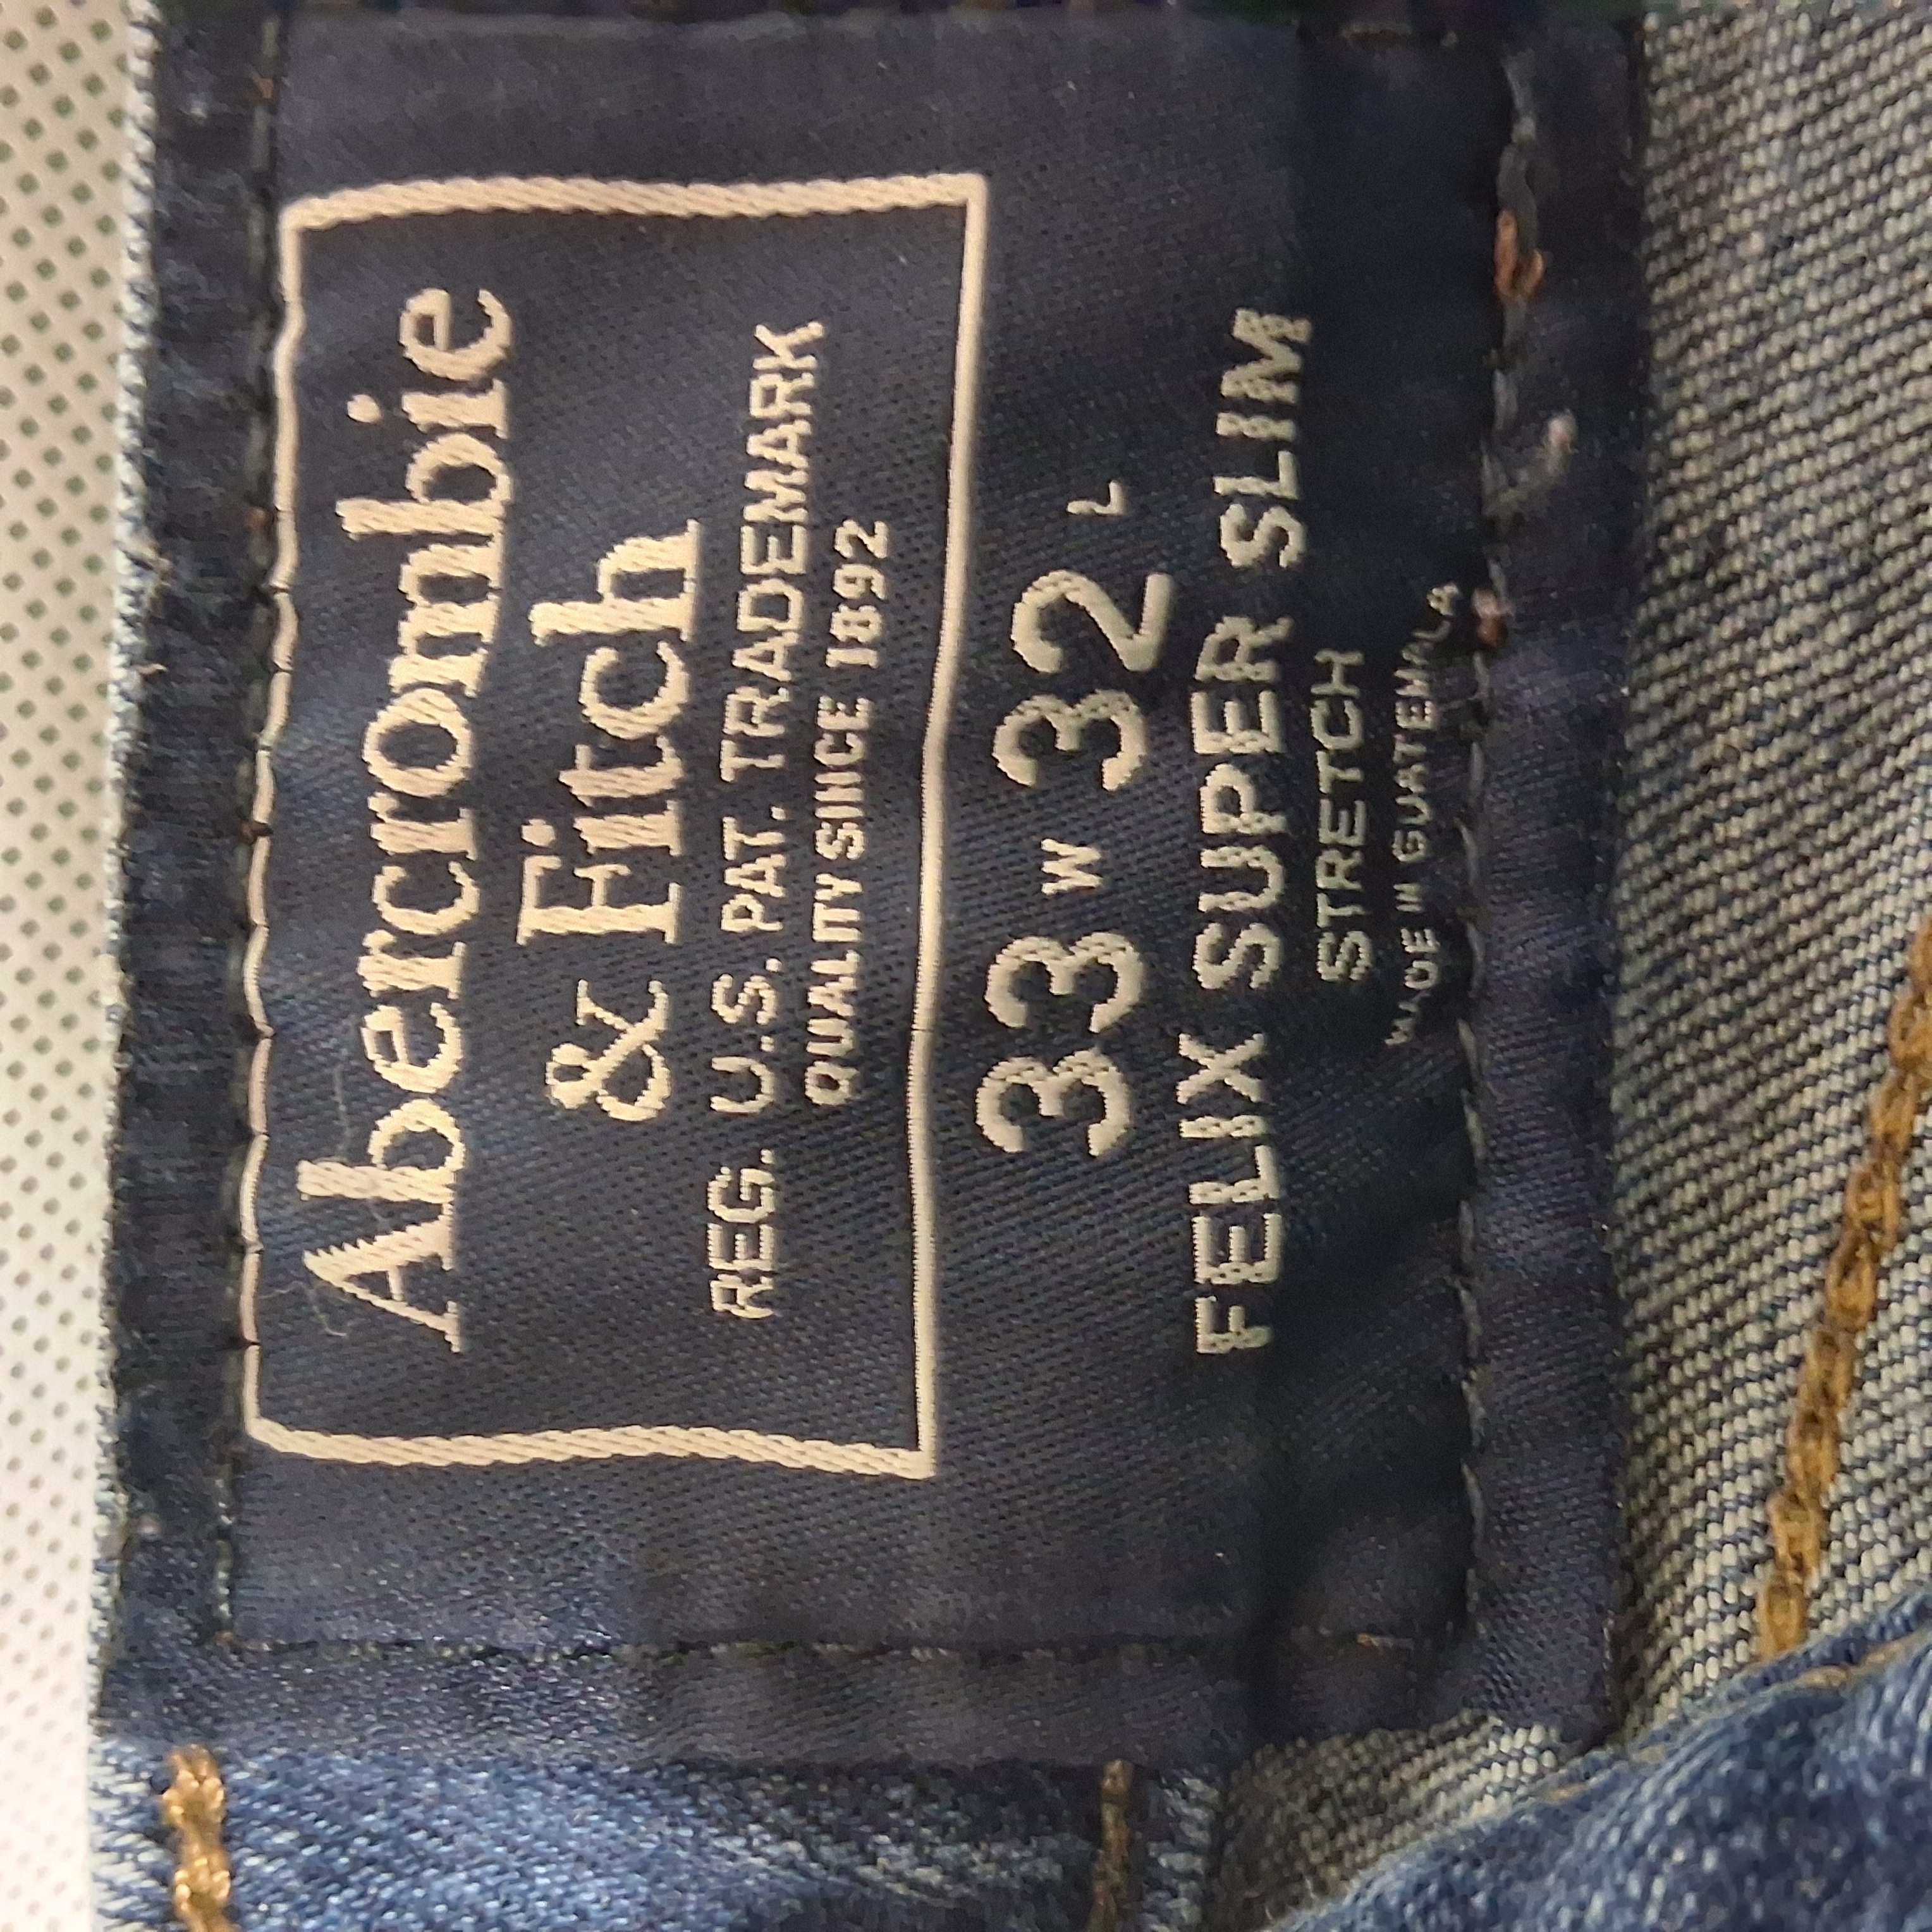 Abercrombie
& Fitch
REG. U.S. PAT. TRADEMARK
QUALITY SINCE 1892
33 W 32 L
FELIX SUPER SLIM
STRETCH
MADE IN GUATEMALA